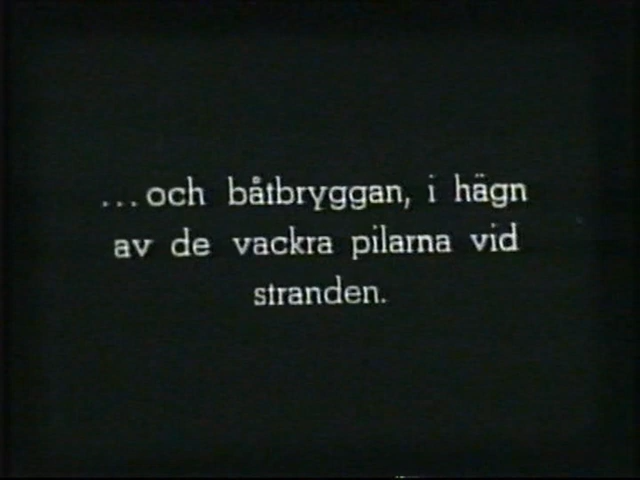 ...och båtbryggan, i hägn
av de vackra pilarna vid
stranden.